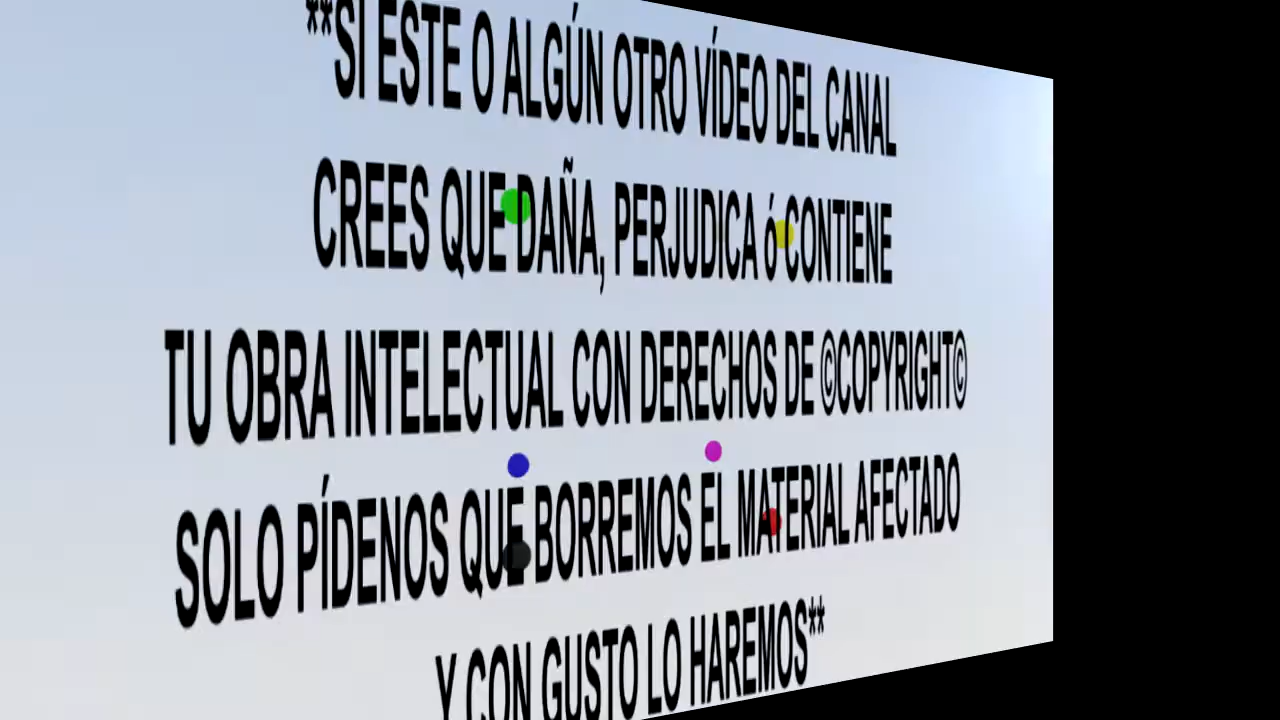 **SI ESTE O ALGÚN OTRO VÍDEO DEL CANAL
CREES QUE DAÑA, PERJUDICA ó CONTIENE
TU OBRA INTELECTUAL CON DERECHOS DE ©COPYRIGHT©
SOLO PÍDENOS QUE BORREMOS EL MATERIAL AFECTADO
Y CON GUSTO LO HAREMOS**